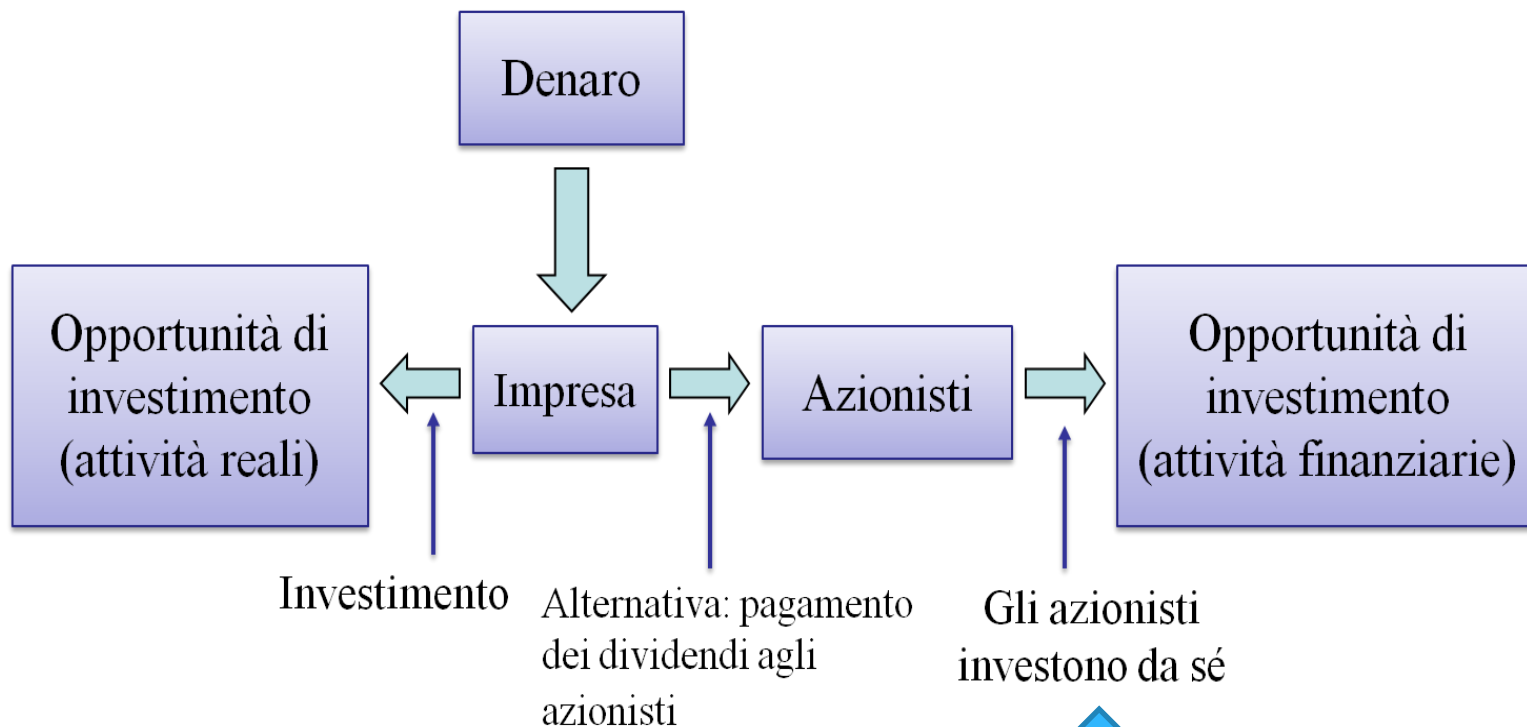 Denaro
Opportunità di
investimento
(attività reali)
Impresa
Azionisti
Opportunità di
investimento
(attività finanziarie)
Investimento
Alternativa: pagamento
dei dividendi agli
azionisti
Gli azionisti
investono da sé